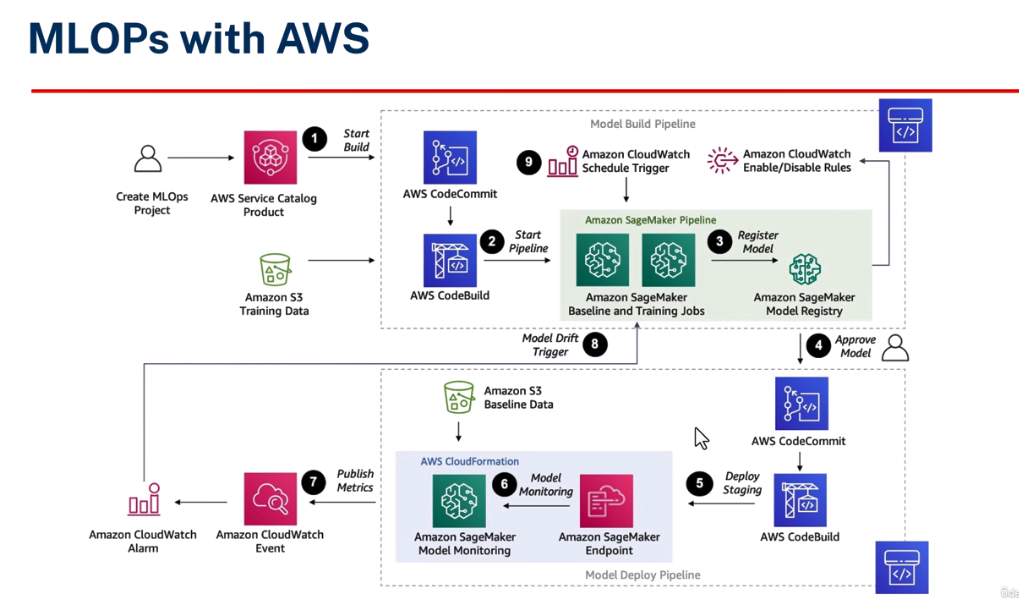 MLOPs with AWS
Model Build Pipeline
1
Start
Build
Create MLOps
Project
AWS Service Catalog
Product
AWS CodeCommit
9
Amazon CloudWatch
Schedule Trigger
Amazon CloudWatch
Enable/Disable Rules
Amazon S3
Training Data
AWS CodeBuild
2
Start
Pipeline
Amazon SageMaker Pipeline
Amazon SageMaker
Baseline and Training Jobs
3
Register
Model
Amazon SageMaker
Model Registry
Model Drift
Trigger
8
4
Approve
Model
Amazon S3
Baseline Data
AWS CodeCommit
AWS CloudFormation
Amazon CloudWatch
Alarm
Amazon CloudWatch
Event
7
Publish
Metrics
Amazon SageMaker
Model Monitoring
6
Model
Monitoring
Amazon SageMaker
Endpoint
5
Deploy
Staging
AWS CodeBuild
Model Deploy Pipeline